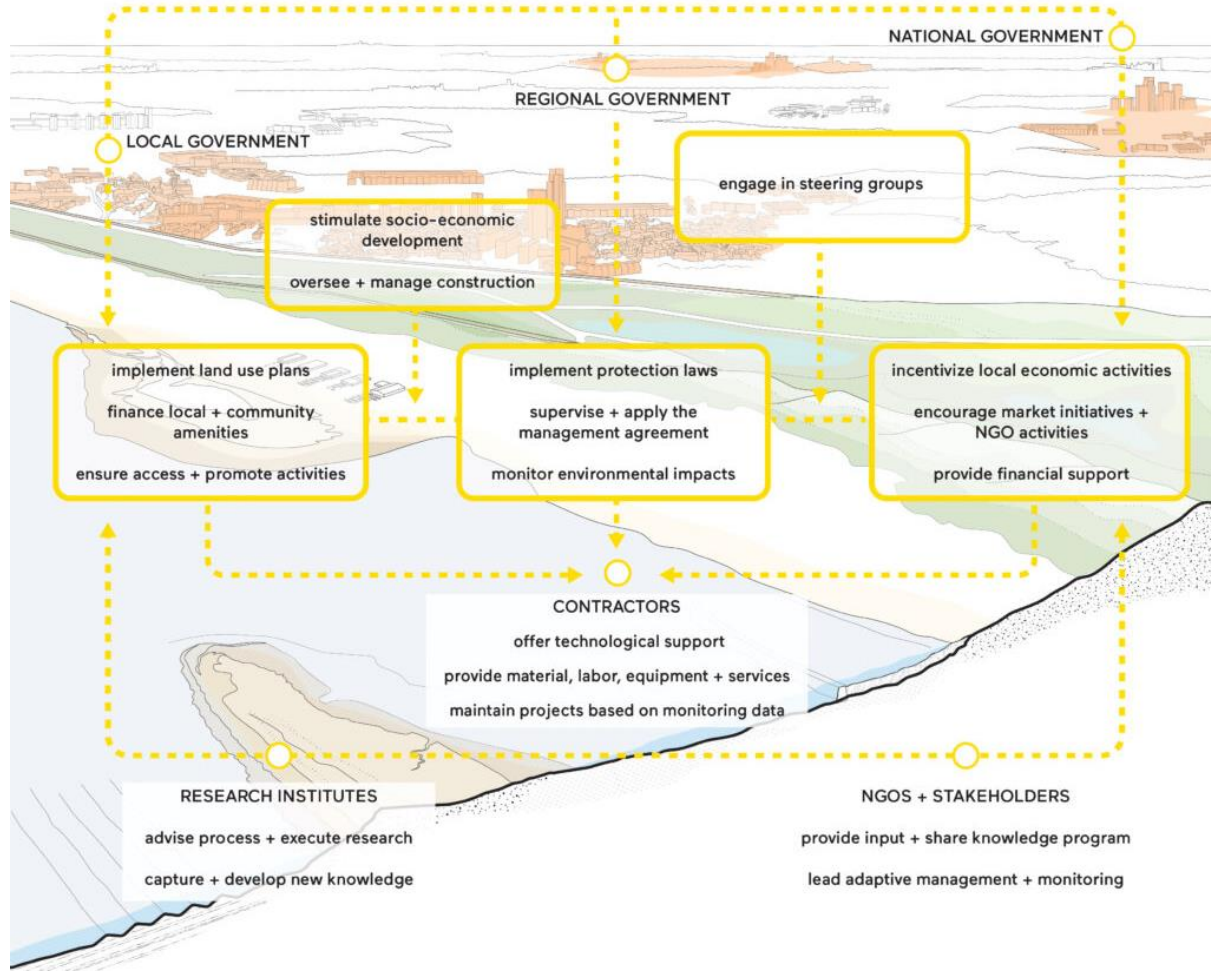 NATIONAL GOVERNMENT
REGIONAL GOVERNMENT
LOCAL GOVERNMENT
engage in steering groups
stimulate socio-economic
development
oversee + manage construction
implement land use plans
finance local + community
amenities
ensure access + promote activities
implement protection laws
supervise + apply the
management agreement
monitor environmental impacts
incentivize local economic activities
encourage market initiatives +
NGO activities
provide financial support
CONTRACTORS
offer technological support
provide material, labor, equipment + services
maintain projects based on monitoring data
RESEARCH INSTITUTES
advise process + execute research
capture + develop new knowledge
NGOS + STAKEHOLDERS
provide input + share knowledge program
lead adaptive management + monitoring